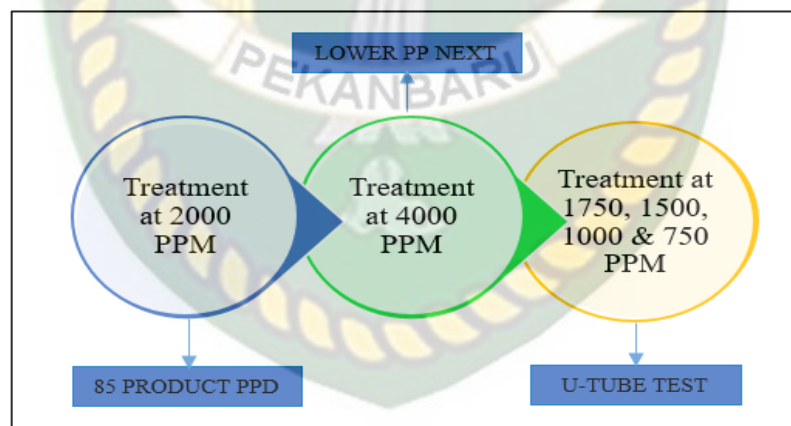 LOWER PP NEXT
PEKANBARU
Treatment
at 2000
PPM
Treatment
at 4000
PPM
Treatment at
1750, 1500,
1000 & 750
PPM
85 PRODUCT PPD
U-TUBE TEST